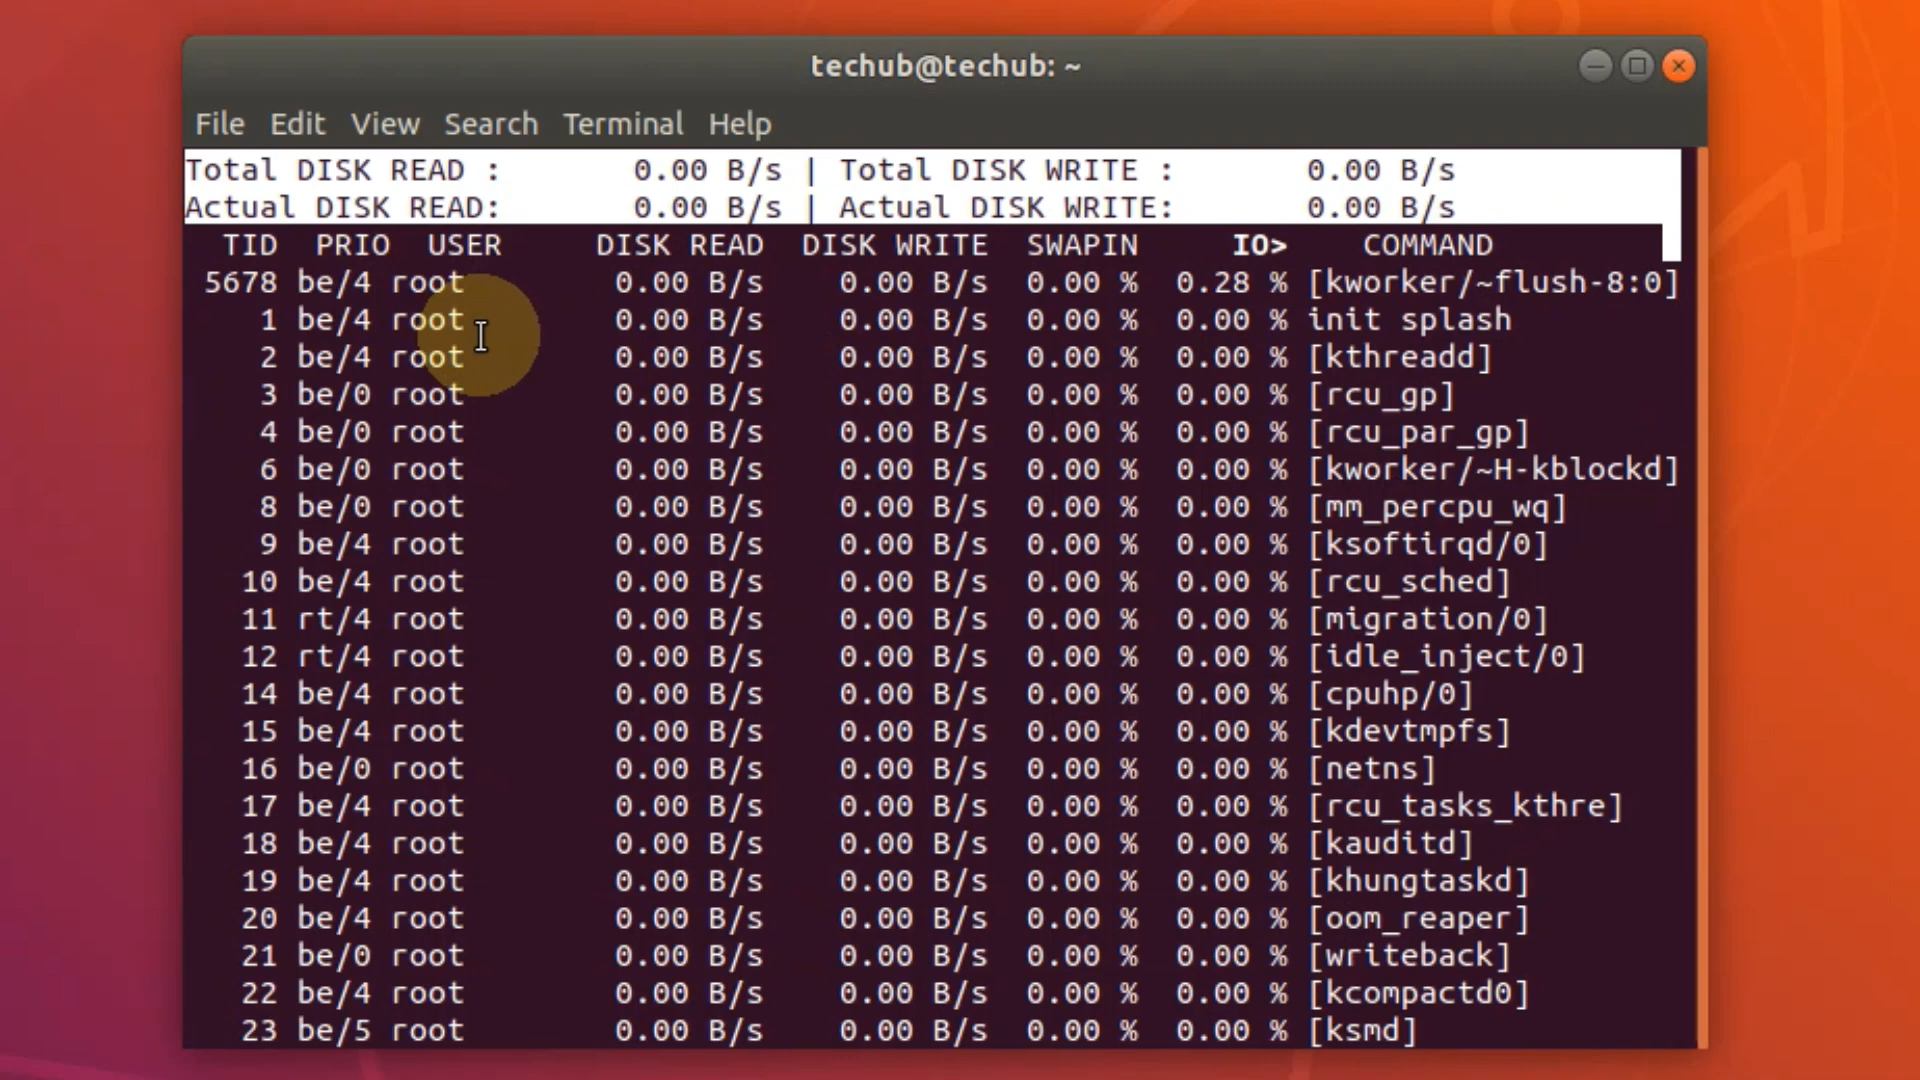 techub@techub: ~
File Edit View Search Terminal Help
Total DISK READ : 0.00 B/s | Total DISK WRITE : 0.00 B/s
Actual DISK READ: 0.00 B/s | Actual DISK WRITE: 0.00 B/s
TID PRIO USER DISK READ DISK WRITE SWAPIN IO> COMMAND
5678 be/4 root 0.00 B/s 0.00 B/s 0.00 % 0.28 % [kworker/~flush-8:0]
1 be/4 root 0.00 B/s 0.00 B/s 0.00 % 0.00 % init splash
2 be/4 root 0.00 B/s 0.00 B/s 0.00 % 0.00 % [kthreadd]
3 be/0 root 0.00 B/s 0.00 B/s 0.00 % 0.00 % [rcu_gp]
4 be/0 root 0.00 B/s 0.00 B/s 0.00 % 0.00 % [rcu_par_gp]
6 be/0 root 0.00 B/s 0.00 B/s 0.00 % 0.00 % [kworker/~H-kblockd]
8 be/0 root 0.00 B/s 0.00 B/s 0.00 % 0.00 % [mm_percpu_wq]
9 be/4 root 0.00 B/s 0.00 B/s 0.00 % 0.00 % [ksoftirqd/0]
10 be/4 root 0.00 B/s 0.00 B/s 0.00 % 0.00 % [rcu_sched]
11 rt/4 root 0.00 B/s 0.00 B/s 0.00 % 0.00 % [migration/0]
12 rt/4 root 0.00 B/s 0.00 B/s 0.00 % 0.00 % [idle_inject/0]
14 be/4 root 0.00 B/s 0.00 B/s 0.00 % 0.00 % [cpuhp/0]
15 be/4 root 0.00 B/s 0.00 B/s 0.00 % 0.00 % [kdevtmpfs]
16 be/0 root 0.00 B/s 0.00 B/s 0.00 % 0.00 % [netns]
17 be/4 root 0.00 B/s 0.00 B/s 0.00 % 0.00 % [rcu_tasks_kthre]
18 be/4 root 0.00 B/s 0.00 B/s 0.00 % 0.00 % [kauditd]
19 be/4 root 0.00 B/s 0.00 B/s 0.00 % 0.00 % [khungtaskd]
20 be/4 root 0.00 B/s 0.00 B/s 0.00 % 0.00 % [oom_reaper]
21 be/0 root 0.00 B/s 0.00 B/s 0.00 % 0.00 % [writeback]
22 be/4 root 0.00 B/s 0.00 B/s 0.00 % 0.00 % [kcompactd0]
23 be/5 root 0.00 B/s 0.00 B/s 0.00 % 0.00 % [ksmd]